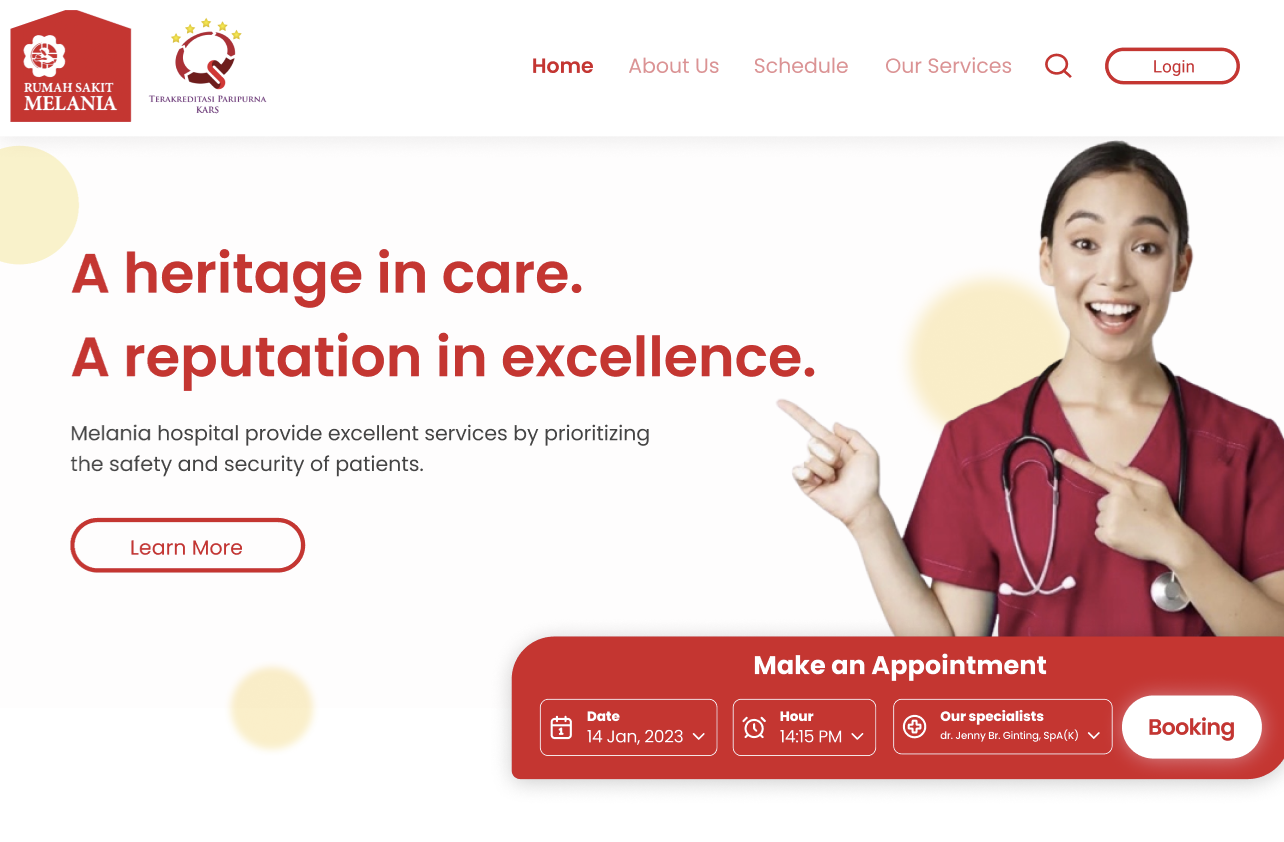 RUMAH SAKIT
MELANIA
TERAKREDITASI PARIPURNA
KARS
Home
About Us
Schedule
Our Services
Login
A heritage in care.
A reputation in excellence.
Melania hospital provide excellent services by prioritizing
the safety and security of patients.
Learn More
Make an Appointment
Date
14 Jan, 2023
Hour
14:15 PM
Our specialists
dr. Jenny Br. Ginting, SpA(K)
Booking